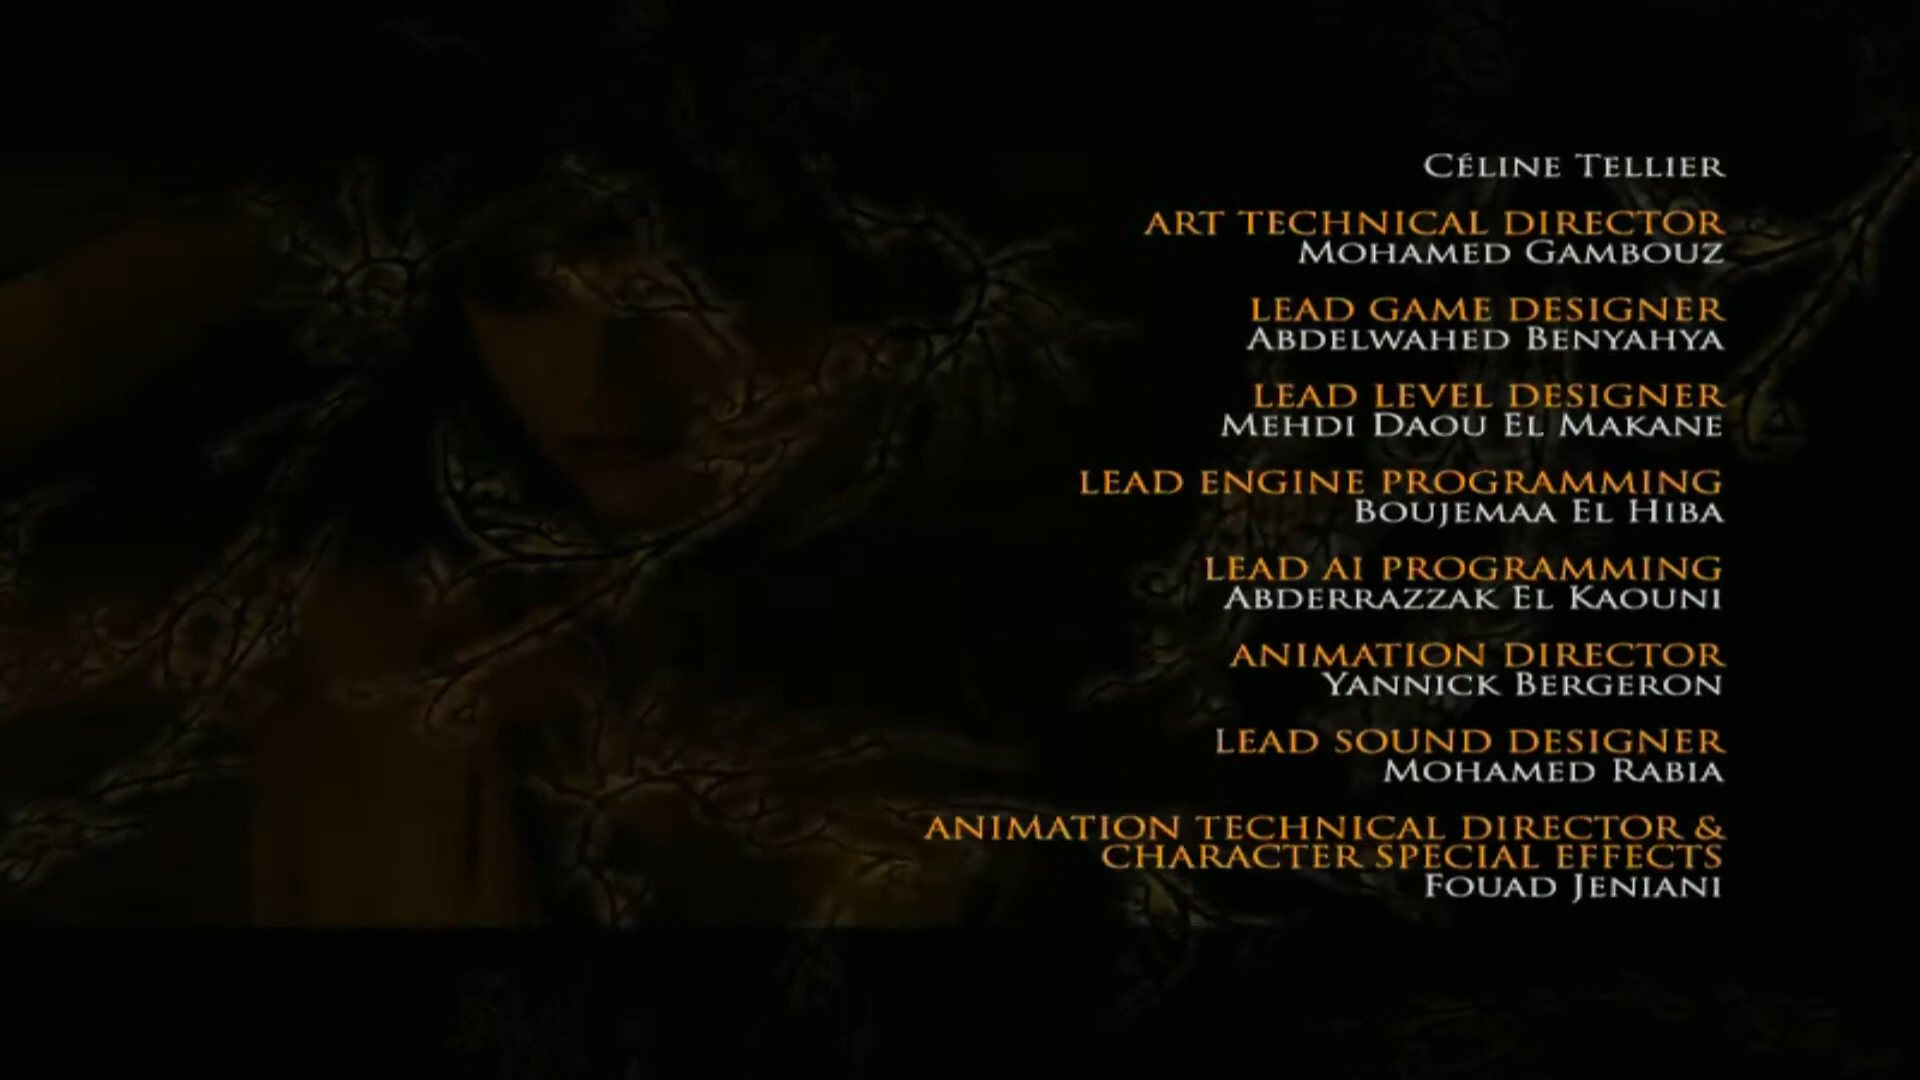 CÉLINE TELLIER
ART TECHNICAL DIRECTOR
MOHAMED GAMBOUZ
LEAD GAME DESIGNER
ABDELWAHED BENYAHYA
LEAD LEVEL DESIGNER
MEHDI DAOU EL MAKANE
LEAD ENGINE PROGRAMMING
BOUJEMAA EL HIBA
LEAD AI PROGRAMMING
ABDERRAZZAK EL KAOUNI
ANIMATION DIRECTOR
YANNICK BERGERON
LEAD SOUND DESIGNER
MOHAMED RABIA
ANIMATION TECHNICAL DIRECTOR &
CHARACTER SPECIAL EFFECTS
FOUAD JENIANI